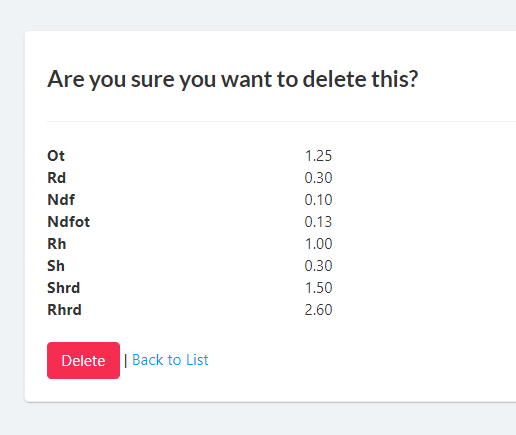 Are you sure you want to delete this?
Ot 1.25
Rd 0.30
Ndf 0.10
Ndfot 0.13
Rh 1.00
Sh 0.30
Shrd 1.50
Rhrd 2.60
Delete | Back to List